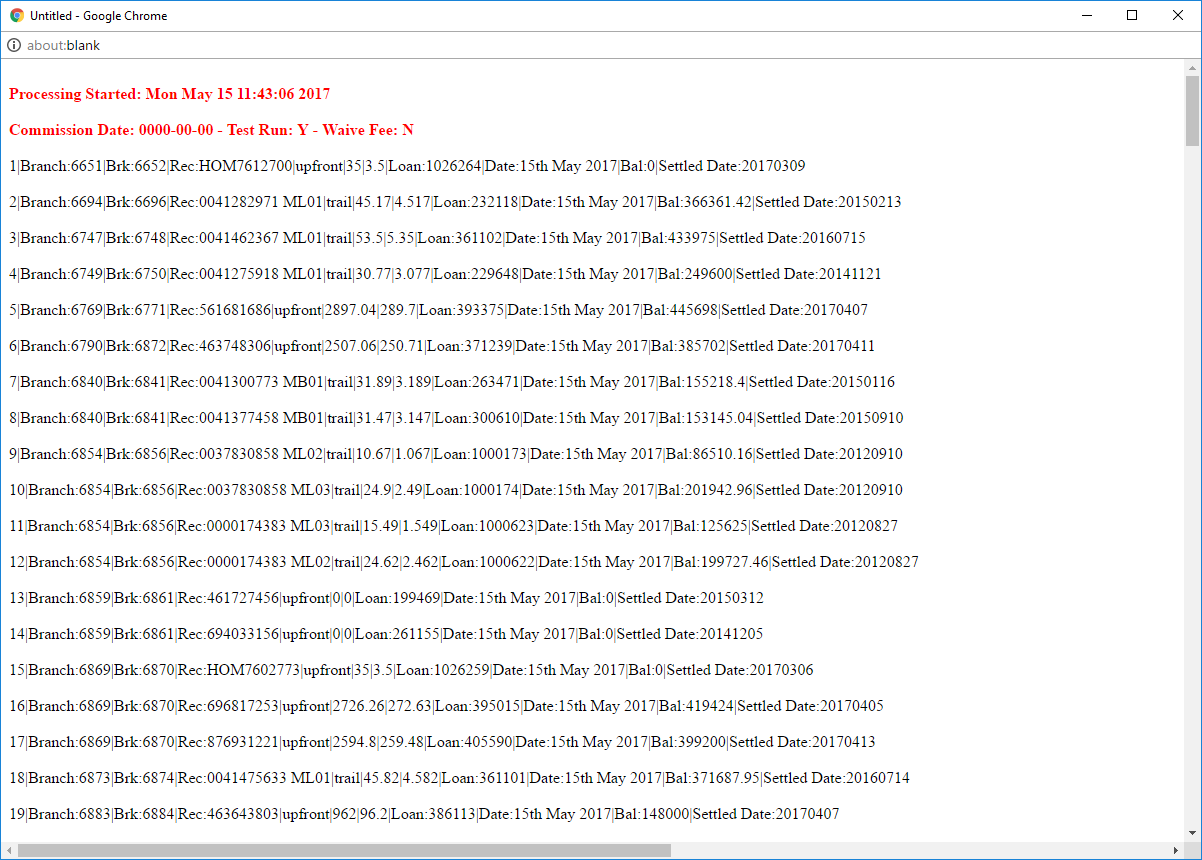 Untitled - Google Chrome
about:blank
Processing Started: Mon May 15 11:43:06 2017
Commission Date: 0000-00-00 - Test Run: Y - Waive Fee: N
1|Branch:6651|Brk:6652|Rec:HOM7612700|upfront|35|3.5|Loan:1026264|Date:15th May 2017|Bal:0|Settled Date:20170309
2|Branch:6694|Brk:6696|Rec:0041282971 ML01|trail|45.17|4.517|Loan:232118|Date:15th May 2017|Bal:366361.42|Settled Date:20150213
3|Branch:6747|Brk:6748|Rec:0041462367 ML01|trail|53.5|5.35|Loan:361102|Date:15th May 2017|Bal:433975|Settled Date:20160715
4|Branch:6749|Brk:6750|Rec:0041275918 ML01|trail|30.77|3.077|Loan:229648|Date:15th May 2017|Bal:249600|Settled Date:20141121
5|Branch:6769|Brk:6771|Rec:561681686|upfront|2897.04|289.7|Loan:393375|Date:15th May 2017|Bal:445698|Settled Date:20170407
6|Branch:6790|Brk:6872|Rec:463748306|upfront|2507.06|250.71|Loan:371239|Date:15th May 2017|Bal:385702|Settled Date:20170411
7|Branch:6840|Brk:6841|Rec:0041300773 MB01|trail|31.89|3.189|Loan:263471|Date:15th May 2017|Bal:155218.4|Settled Date:20150116
8|Branch:6840|Brk:6841|Rec:0041377458 MB01|trail|31.47|3.147|Loan:300610|Date:15th May 2017|Bal:153145.04|Settled Date:20150910
9|Branch:6854|Brk:6856|Rec:0037830858 ML02|trail|10.67|1.067|Loan:1000173|Date:15th May 2017|Bal:86510.16|Settled Date:20120910
10|Branch:6854|Brk:6856|Rec:0037830858 ML03|trail|24.9|2.49|Loan:1000174|Date:15th May 2017|Bal:201942.96|Settled Date:20120910
11|Branch:6854|Brk:6856|Rec:0000174383 ML03|trail|15.49|1.549|Loan:1000623|Date:15th May 2017|Bal:125625|Settled Date:20120827
12|Branch:6854|Brk:6856|Rec:0000174383 ML02|trail|24.62|2.462|Loan:1000622|Date:15th May 2017|Bal:199727.46|Settled Date:20120827
13|Branch:6859|Brk:6861|Rec:461727456|upfront|0|0|Loan:199469|Date:15th May 2017|Bal:0|Settled Date:20150312
14|Branch:6859|Brk:6861|Rec:694033156|upfront|0|0|Loan:261155|Date:15th May 2017|Bal:0|Settled Date:20141205
15|Branch:6869|Brk:6870|Rec:HOM7602773|upfront|35|3.5|Loan:1026259|Date:15th May 2017|Bal:0|Settled Date:20170306
16|Branch:6869|Brk:6870|Rec:696817253|upfront|2726.26|272.63|Loan:395015|Date:15th May 2017|Bal:419424|Settled Date:20170405
17|Branch:6869|Brk:6870|Rec:876931221|upfront|2594.8|259.48|Loan:405590|Date:15th May 2017|Bal:399200|Settled Date:20170413
18|Branch:6873|Brk:6874|Rec:0041475633 ML01|trail|45.82|4.582|Loan:361101|Date:15th May 2017|Bal:371687.95|Settled Date:20160714
19|Branch:6883|Brk:6884|Rec:463643803|upfront|962|96.2|Loan:386113|Date:15th May 2017|Bal:148000|Settled Date:20170407